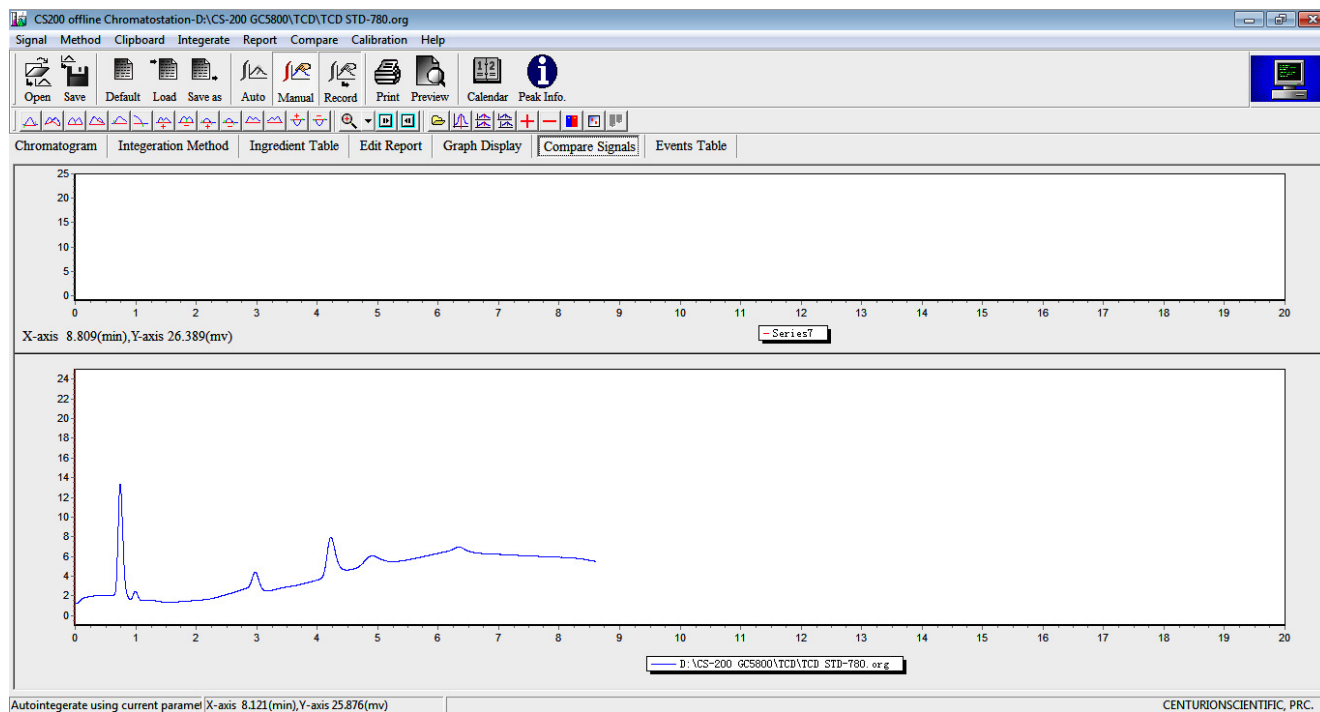 CS200 offline Chromatostation-D:\CS-200 GC5800\TCD\TCD STD-780.org
Signal Method Clipboard Integerate Report Compare Calibration Help
Open Save Default Load Save as Auto Manual Record Print Preview Calendar Peak Info.
Chromatogram Integeration Method Ingredient Table Edit Report Graph Display Compare Signals Events Table
25
20
15
10
5
0
0 1 2 3 4 5 6 7 8 9 10 11 12 13 14 15 16 17 18 19 20
X-axis 8.809(min),Y-axis 26.389(mv)
Series7
24
22
20
18
16
14
12
10
8
6
4
2
0
0 1 2 3 4 5 6 7 8 9 10 11 12 13 14 15 16 17 18 19 20
D:\CS-200 GC5800\TCD\TCD STD-780.org
Autointegerate using current paramet X-axis 8.121(min),Y-axis 25.876(mv) CENTURIONSCIENTIFIC, PRC.